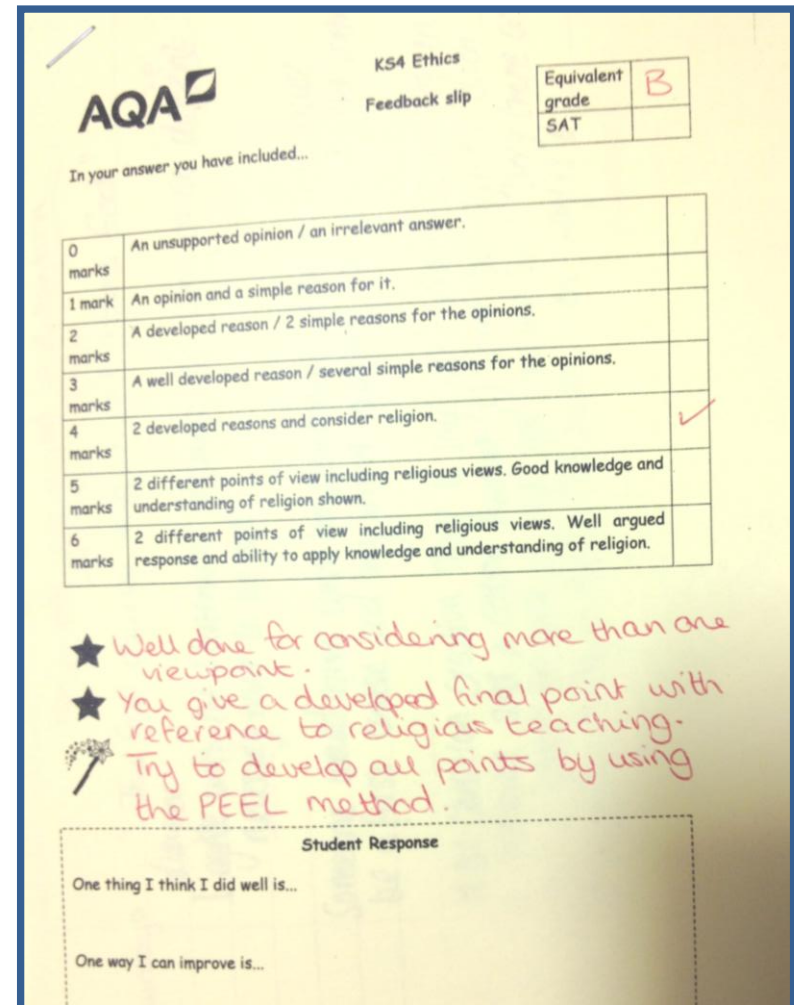 KS4 Ethics
AQA
Feedback slip
Equivalent grade B
SAT
In your answer you have included...
0 marks An unsupported opinion / an irrelevant answer.
1 mark An opinion and a simple reason for it.
2 marks A developed reason / 2 simple reasons for the opinions.
3 marks A well developed reason / several simple reasons for the opinions.
4 marks 2 developed reasons and consider religion. ✓
5 marks 2 different points of view including religious views. Good knowledge and
understanding of religion shown.
6 marks 2 different points of view including religious views. Well argued
response and ability to apply knowledge and understanding of religion.
Well done for considering more than one
viewpoint.
You give a developed final point with
reference to religious teaching.
Try to develop all points by using
the PEEL method.
Student Response
One thing I think I did well is...
One way I can improve is...